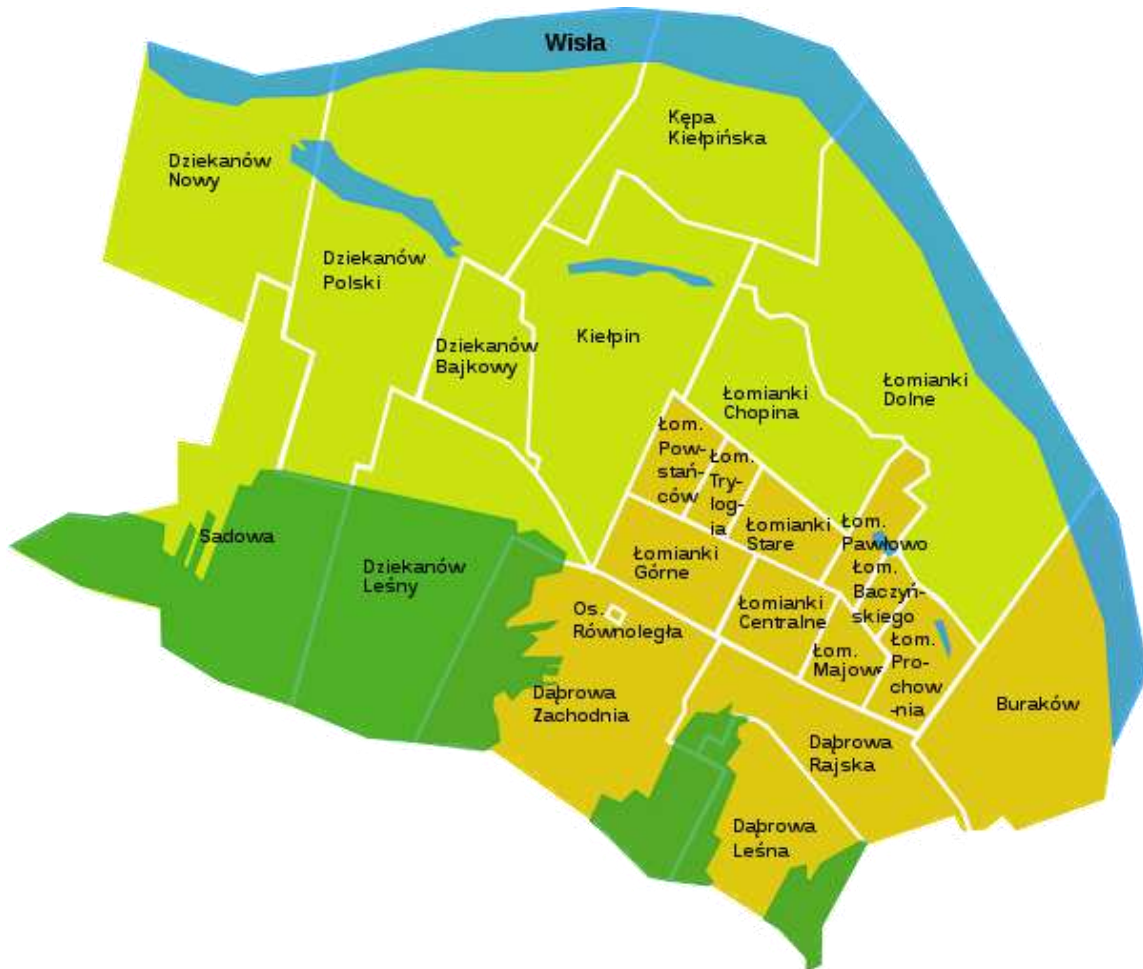 Wisła
Kępa
Kiełpińska
Dziekanów
Nowy
Dziekanów
Polski
Dziekanów
Bajkowy
Kiełpin
Łomianki
Chopina
Łomianki
Dolne
Łom.
Pow-
stań-
ców
Łom.
Try-
log-
ia
Łomianki
Stare
Łom.
Pawłowo
Łom.
Baczyń-
skiego
Sadowa
Dziekanów
Leśny
Łomianki
Górne
Łomianki
Centralne
Os.
Równoległa
Łom.
Majowe
Łom.
Pro-
chow
-nia
Dąbrowa
Zachodnia
Buraków
Dąbrowa
Rajska
Dąbrowa
Leśna